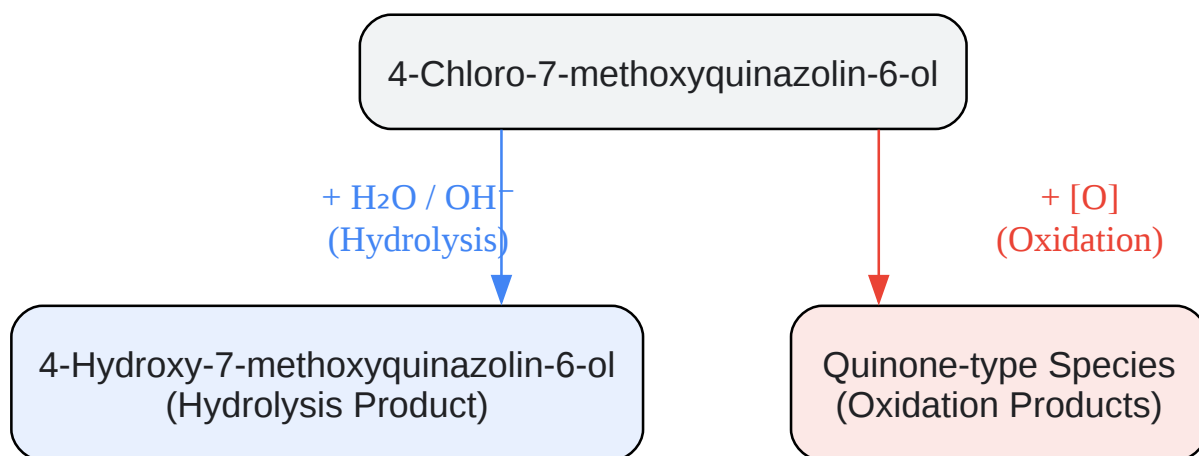 4-Chloro-7-methoxyquinazolin-6-ol
+ H₂O / OH⁻
(Hydrolysis)
+ [O]
(Oxidation)
4-Hydroxy-7-methoxyquinazolin-6-ol
(Hydrolysis Product)
Quinone-type Species
(Oxidation Products)